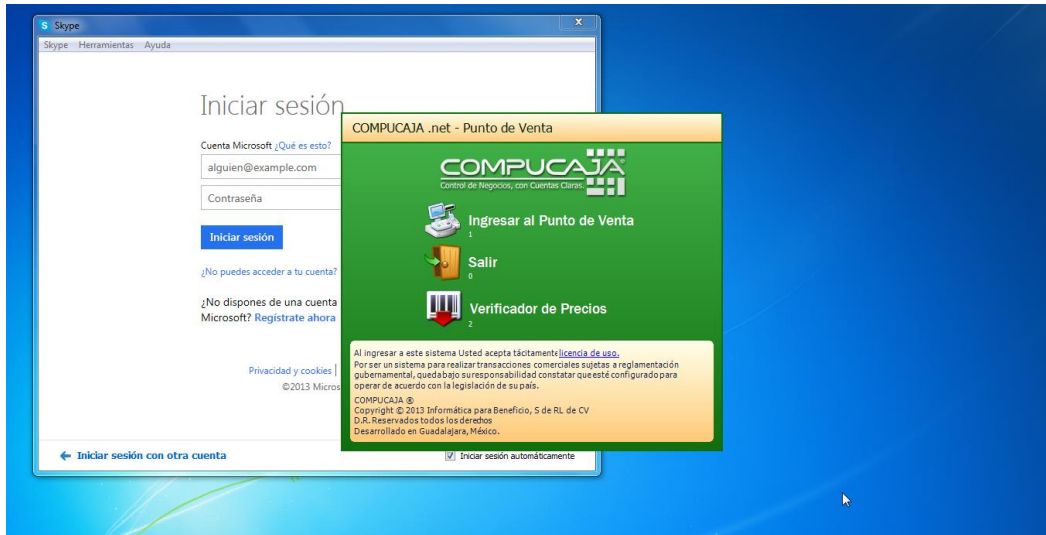 Skype
Skype Herramientas Ayuda
Iniciar sesión
Cuenta Microsoft ¿Qué es esto?
alguien@example.com
Contraseña
Iniciar sesión
¿No puedes acceder a tu cuenta?
¿No dispones de una cuenta
Microsoft? Regístrate ahora
Privacidad y cookies |
©2013 Micros
Iniciar sesión con otra cuenta
Iniciar sesión automáticamente
COMPUCAJA .net - Punto de Venta
COMPUCAJA
Control de Negocios, con Cuentas Claras.
Ingresar al Punto de Venta
1
Salir
0
Verificador de Precios
2
Al ingresar a este sistema Usted acepta tácitamente licencia de uso.
Por ser un sistema para realizar transacciones comerciales sujetas a reglamentación
gubernamental, queda bajo su responsabilidad constatar que esté configurado para
operar de acuerdo con la legislación de su país.
COMPUCAJA ®
Copyright © 2013 Informática para Beneficio, S de RL de CV
D.R. Reservados todos los derechos
Desarrollado en Guadalajara, México.